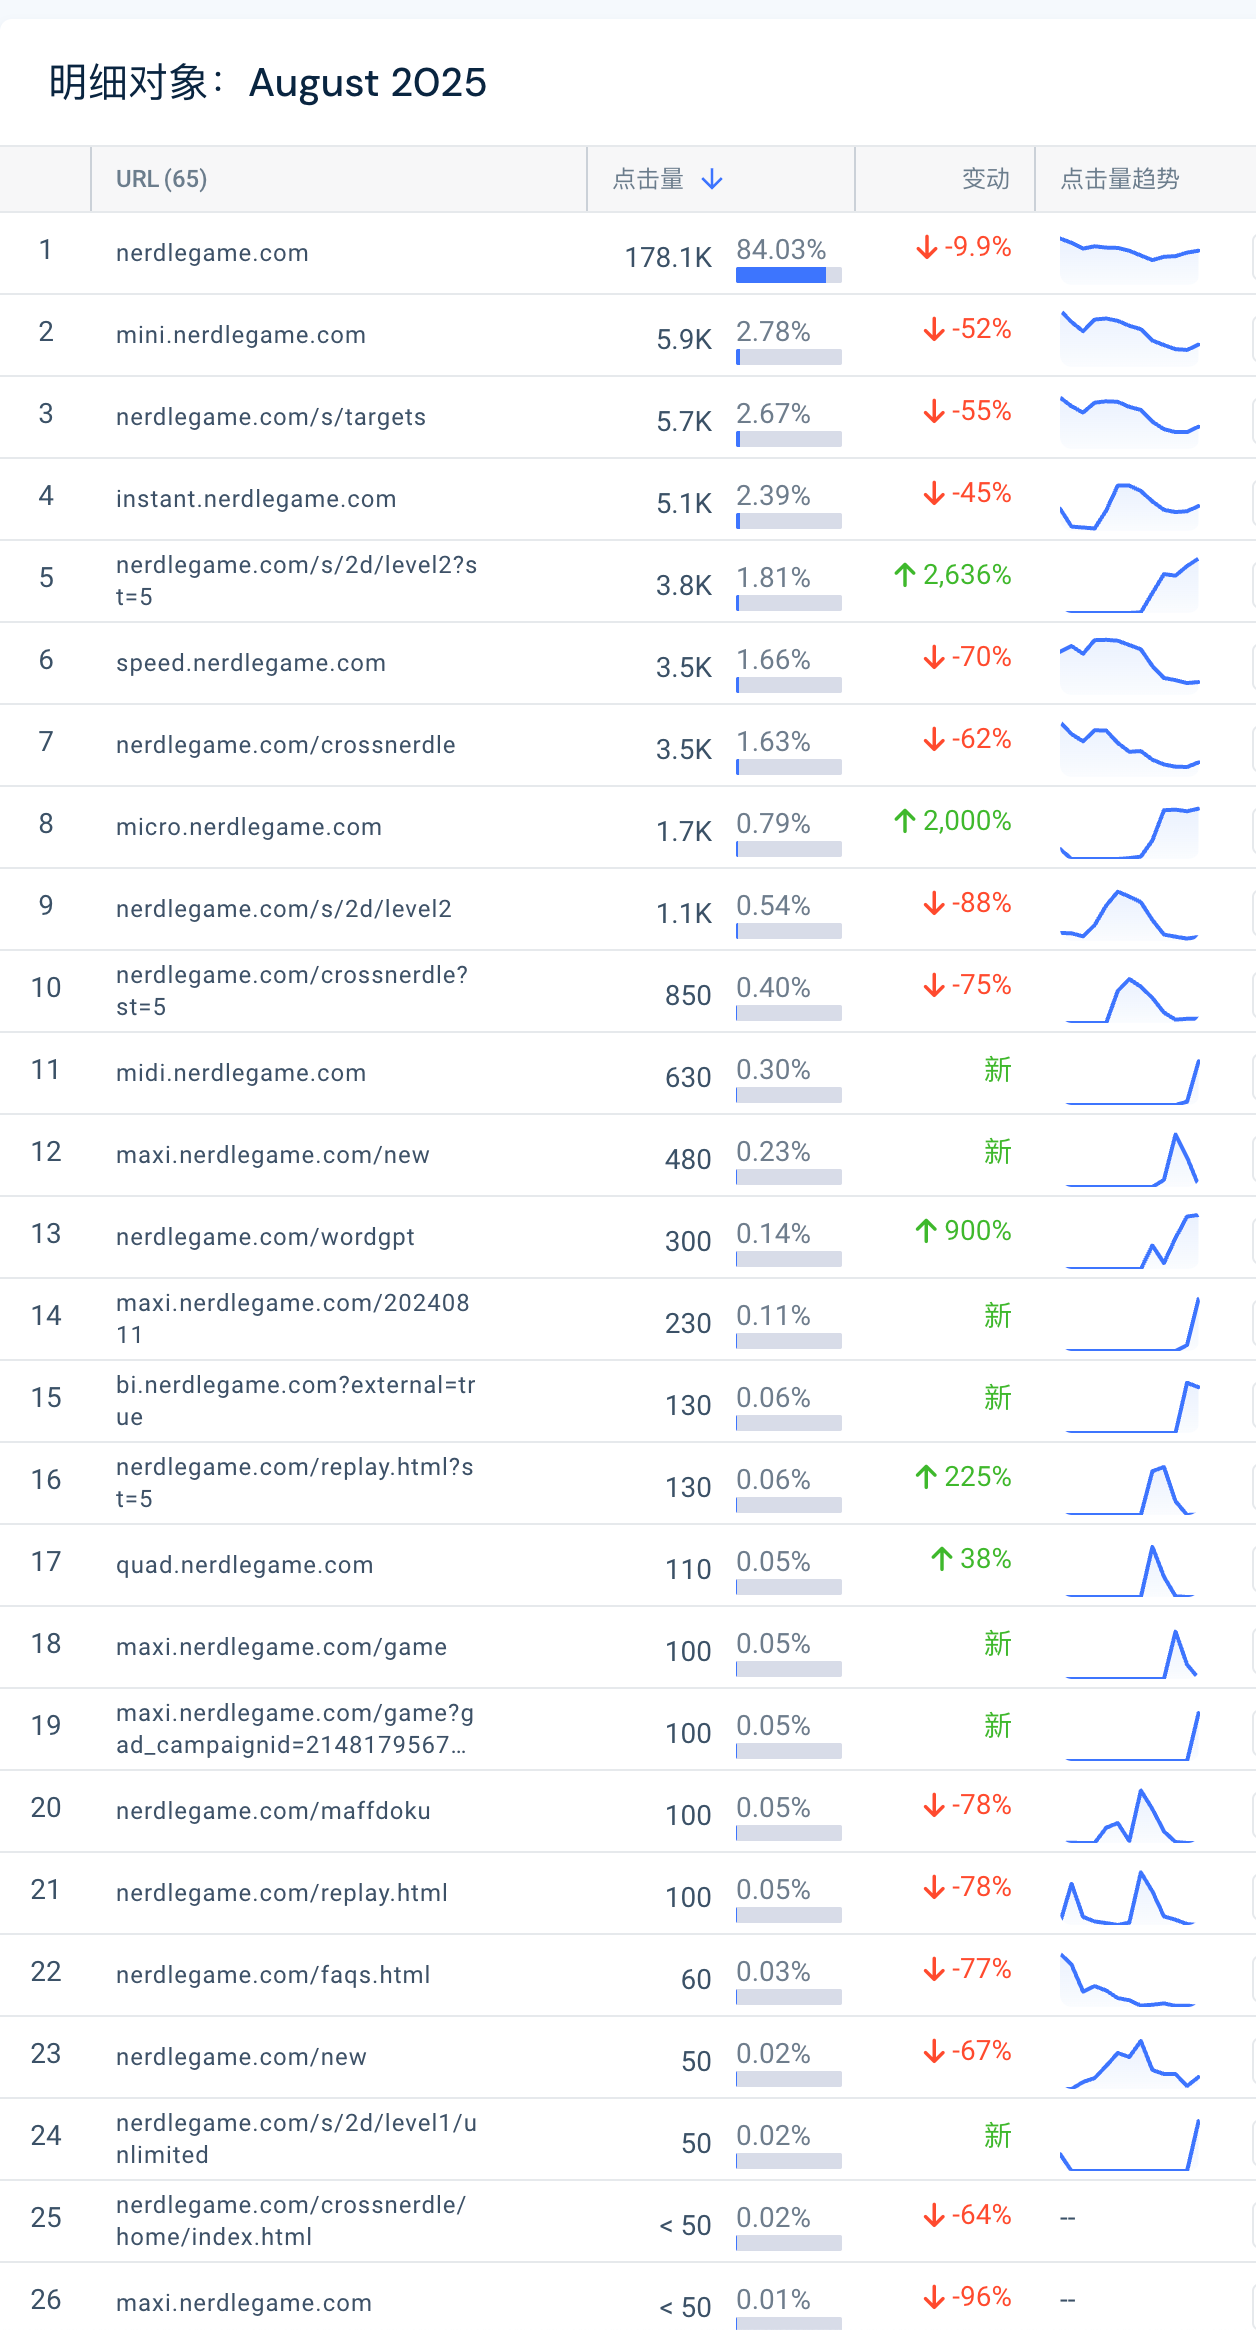 明细对象：August 2025
URL (65) 点击量 变动 点击量趋势
1 nerdlegame.com 178.1K 84.03% ↓ -9.9%
2 mini.nerdlegame.com 5.9K 2.78% ↓ -52%
3 nerdlegame.com/s/targets 5.7K 2.67% ↓ -55%
4 instant.nerdlegame.com 5.1K 2.39% ↓ -45%
5 nerdlegame.com/s/2d/level2?s
t=5 3.8K 1.81% ↑ 2,636%
6 speed.nerdlegame.com 3.5K 1.66% ↓ -70%
7 nerdlegame.com/crossnerdle 3.5K 1.63% ↓ -62%
8 micro.nerdlegame.com 1.7K 0.79% ↑ 2,000%
9 nerdlegame.com/s/2d/level2 1.1K 0.54% ↓ -88%
10 nerdlegame.com/crossnerdle?
st=5 850 0.40% ↓ -75%
11 midi.nerdlegame.com 630 0.30% 新
12 maxi.nerdlegame.com/new 480 0.23% 新
13 nerdlegame.com/wordgpt 300 0.14% ↑ 900%
14 maxi.nerdlegame.com/202408
11 230 0.11% 新
15 bi.nerdlegame.com?external=tr
ue 130 0.06% 新
16 nerdlegame.com/replay.html?s
t=5 130 0.06% ↑ 225%
17 quad.nerdlegame.com 110 0.05% ↑ 38%
18 maxi.nerdlegame.com/game 100 0.05% 新
19 maxi.nerdlegame.com/game?g
ad_campaignid=2148179567... 100 0.05% 新
20 nerdlegame.com/maffdoku 100 0.05% ↓ -78%
21 nerdlegame.com/replay.html 100 0.05% ↓ -78%
22 nerdlegame.com/faqs.html 60 0.03% ↓ -77%
23 nerdlegame.com/new 50 0.02% ↓ -67%
24 nerdlegame.com/s/2d/level1/u
nlimited 50 0.02% 新
25 nerdlegame.com/crossnerdle/
home/index.html < 50 0.02% ↓ -64% --
26 maxi.nerdlegame.com < 50 0.01% ↓ -96% --